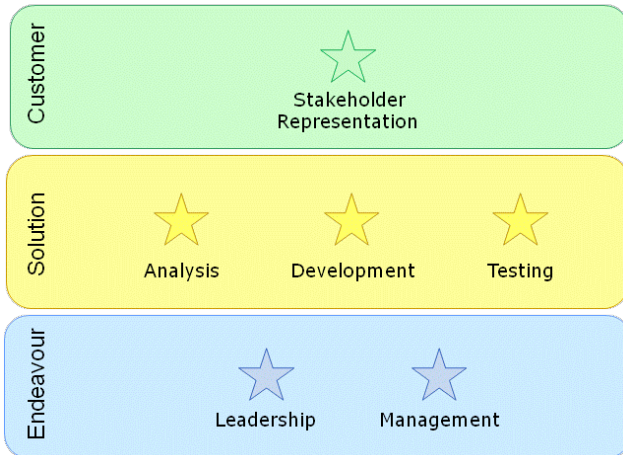 Customer
Stakeholder
Representation
Solution
Analysis
Development
Testing
Endeavour
Leadership
Management